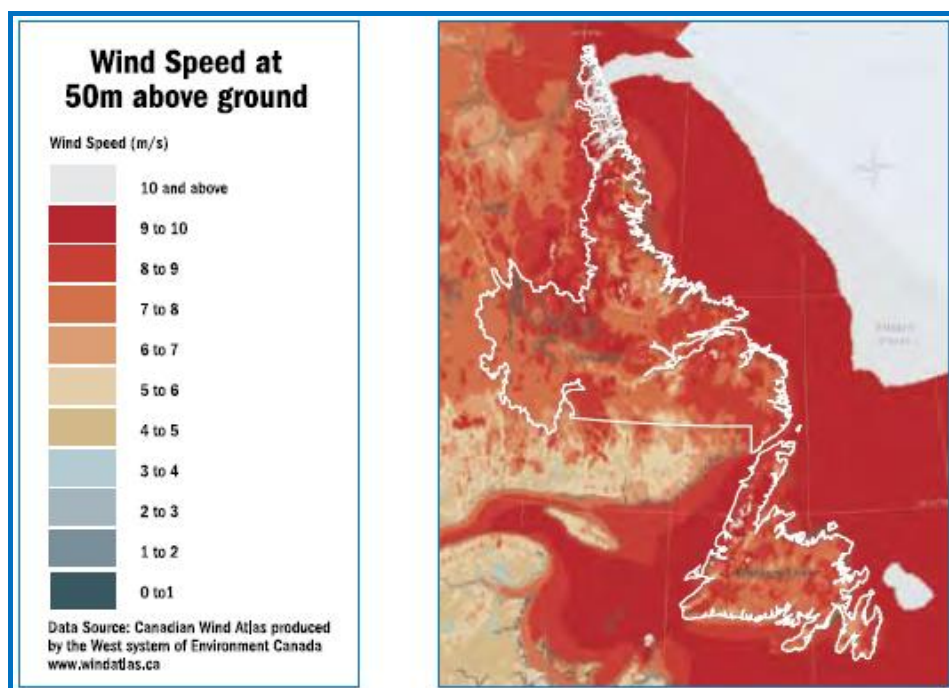 Wind Speed at
50m above ground
Wind Speed (m/s)
10 and above
9 to 10
8 to 9
7 to 8
6 to 7
5 to 6
4 to 5
3 to 4
2 to 3
1 to 2
0 to1
Data Source: Canadian Wind Atlas produced
by the West system of Environment Canada
www.windatlas.ca